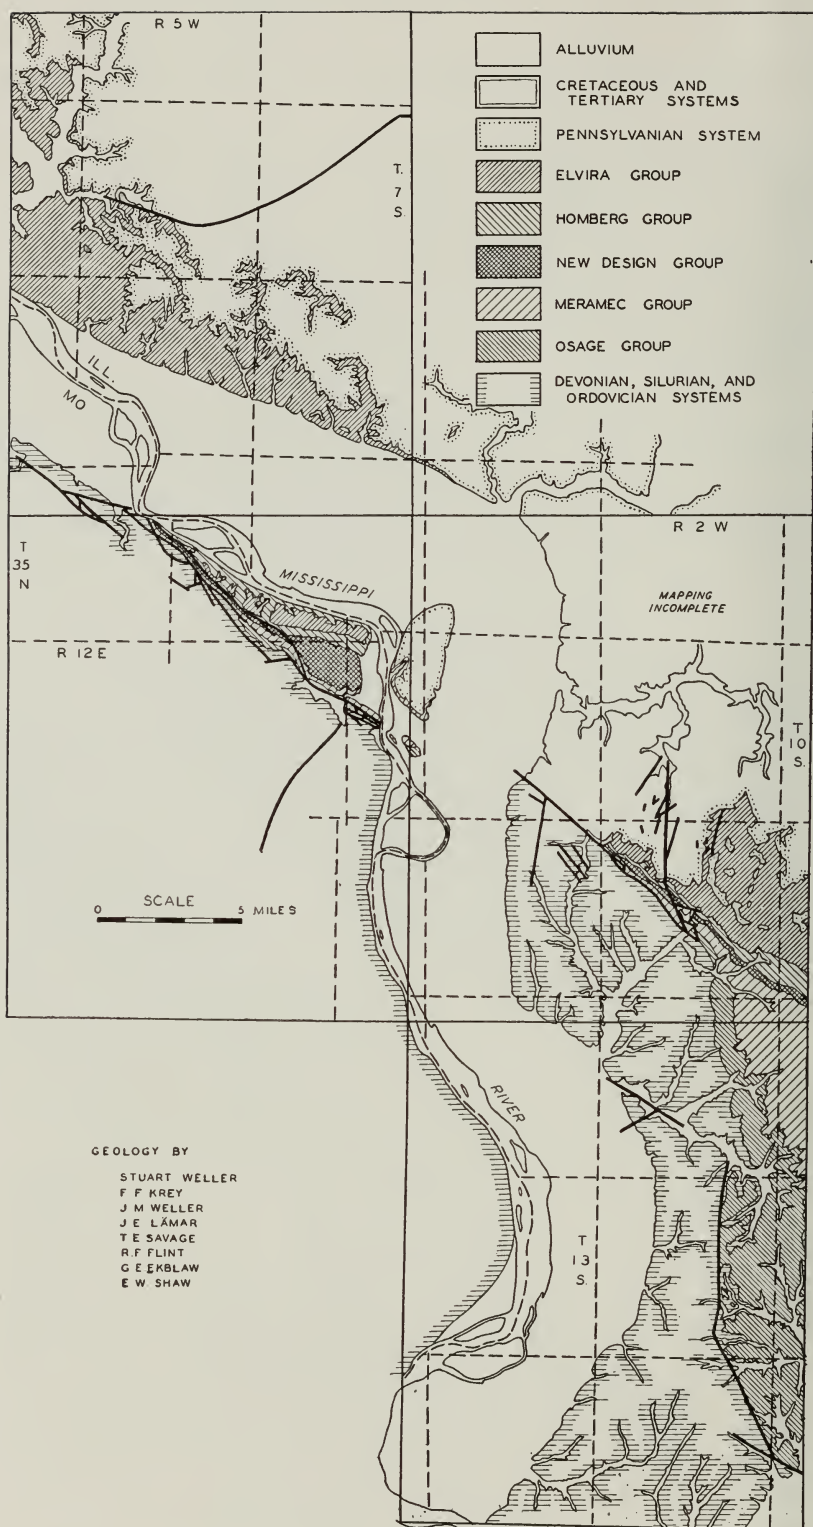 R 5 W
ALLUVIUM
CRETACEOUS AND
TERTIARY SYSTEMS
PENNSYLVANIAN SYSTEM
T.
7
S.
ELVIRA GROUP
HOMBERG GROUP
NEW DESIGN GROUP
MERAMEC GROUP
OSAGE GROUP
DEVONIAN, SILURIAN, AND
ORDOVICIAN SYSTEMS
ILL.
MO
R 2 W
T
35
N
MISSISSIPPI
MAPPING
INCOMPLETE
R 12 E
T
10
S.
SCALE
0 5 MILES
RIVER
GEOLOGY BY
STUART WELLER
F F KREY
J M WELLER
J E LÄMAR
T E SAVAGE
R. F FLINT
G E EKBLAW
E W. SHAW
T
13
S.